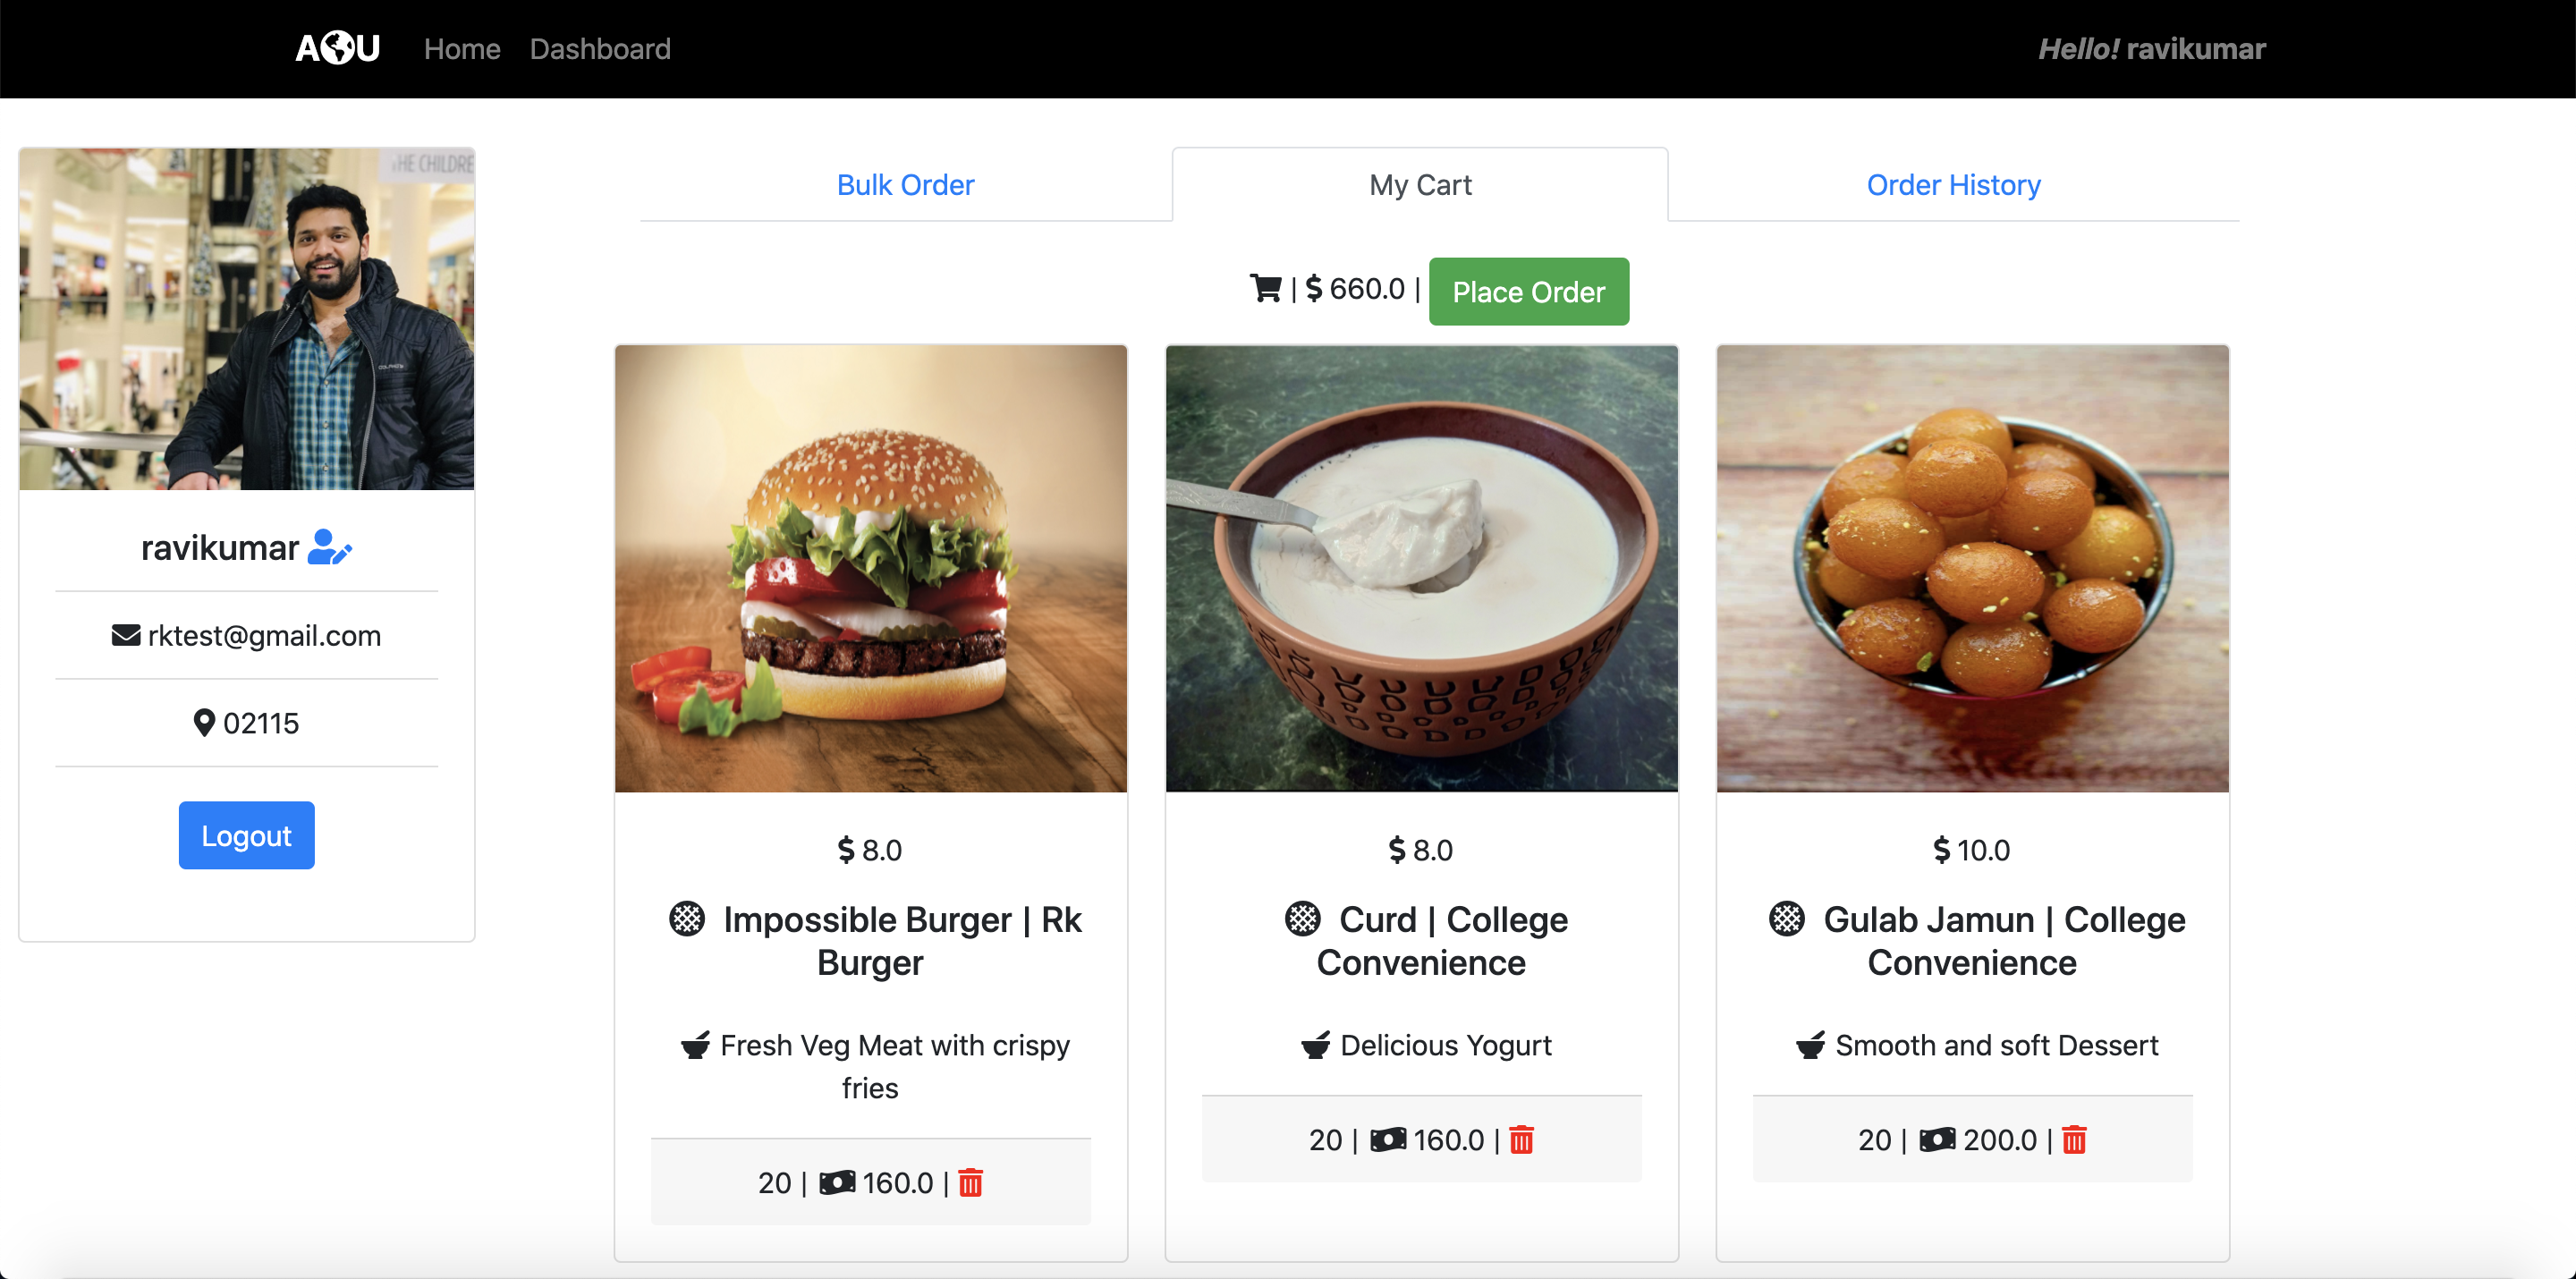 AOU
Home
Dashboard
Hello! ravikumar
THE CHILDRE
ravikumar
rktest@gmail.com
02115
Logout
Bulk Order
My Cart
Order History
| $ 660.0 |
Place Order
$ 8.0
Impossible Burger | Rk
Burger
Fresh Veg Meat with crispy
fries
20 | 160.0 |
$ 8.0
Curd | College
Convenience
Delicious Yogurt
20 | 160.0 |
$ 10.0
Gulab Jamun | College
Convenience
Smooth and soft Dessert
20 | 200.0 |